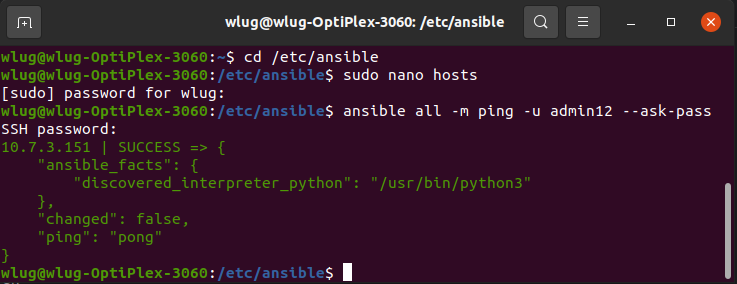 wlug@wlug-OptiPlex-3060: /etc/ansible
wlug@wlug-OptiPlex-3060:~$ cd /etc/ansible
wlug@wlug-OptiPlex-3060:/etc/ansible$ sudo nano hosts
[sudo] password for wlug:
wlug@wlug-OptiPlex-3060:/etc/ansible$ ansible all -m ping -u admin12 --ask-pass
SSH password:
10.7.3.151 | SUCCESS => {
    "ansible_facts": {
        "discovered_interpreter_python": "/usr/bin/python3"
    },
    "changed": false,
    "ping": "pong"
}
wlug@wlug-OptiPlex-3060:/etc/ansible$